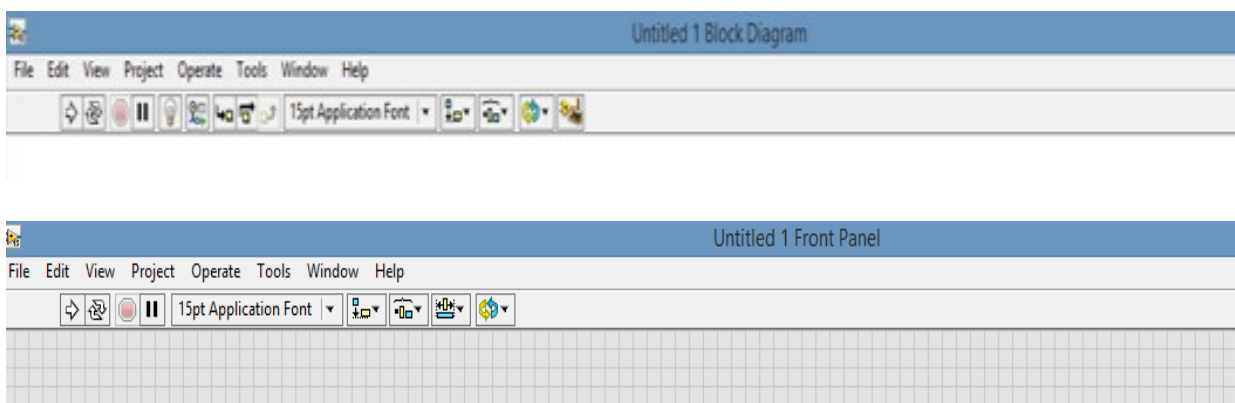 Untitled 1 Block Diagram
File Edit View Project Operate Tools Window Help
15pt Application Font
Untitled 1 Front Panel
File Edit View Project Operate Tools Window Help
15pt Application Font